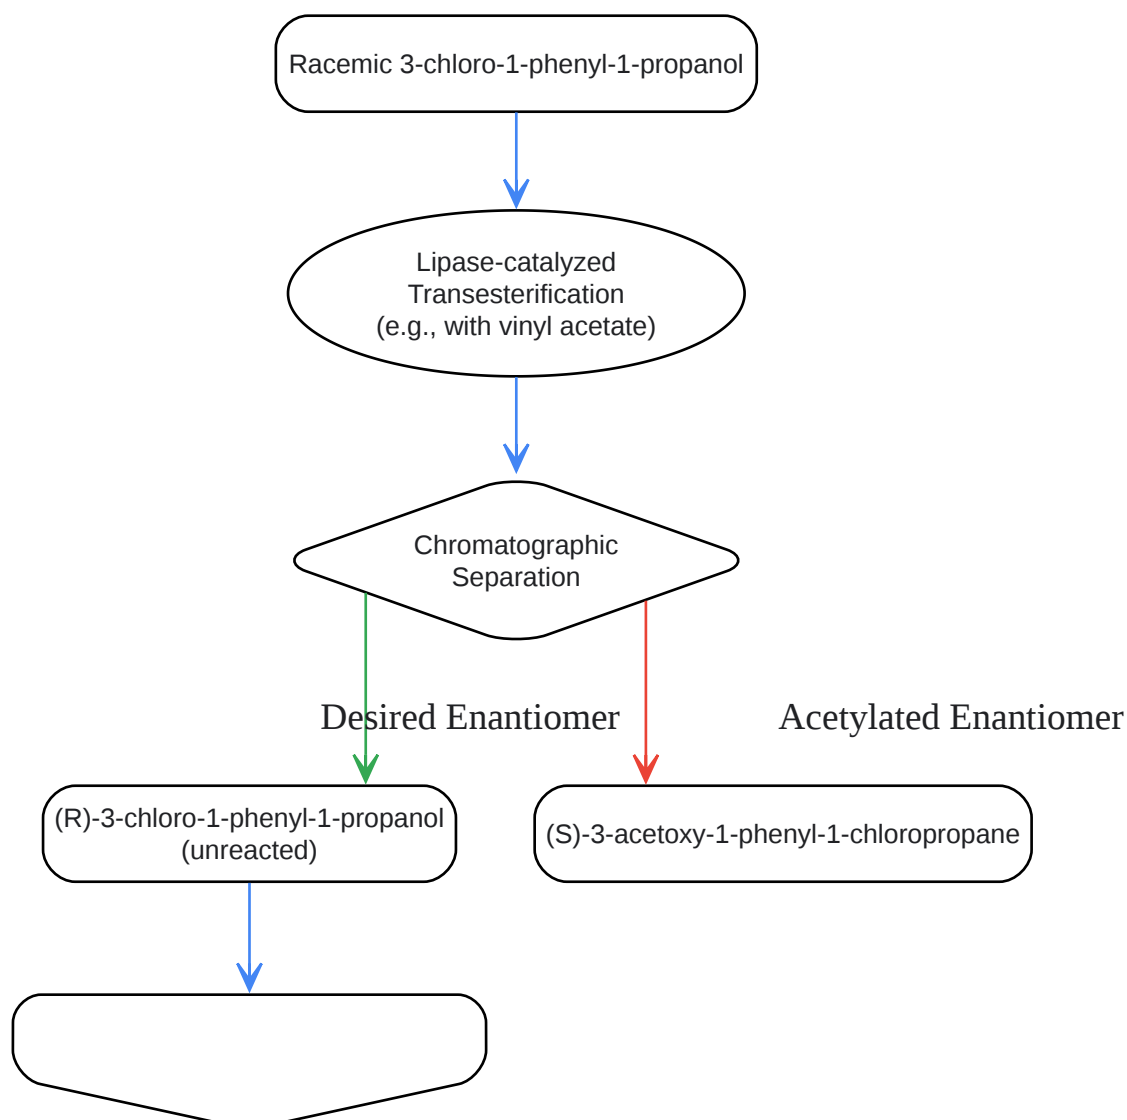 Racemic 3-chloro-1-phenyl-1-propanol
Lipase-catalyzed
Transesterification
(e.g., with vinyl acetate)
Chromatographic
Separation
Desired Enantiomer
Acetylated Enantiomer
(R)-3-chloro-1-phenyl-1-propanol
(unreacted)
(S)-3-acetoxy-1-phenyl-1-chloropropane